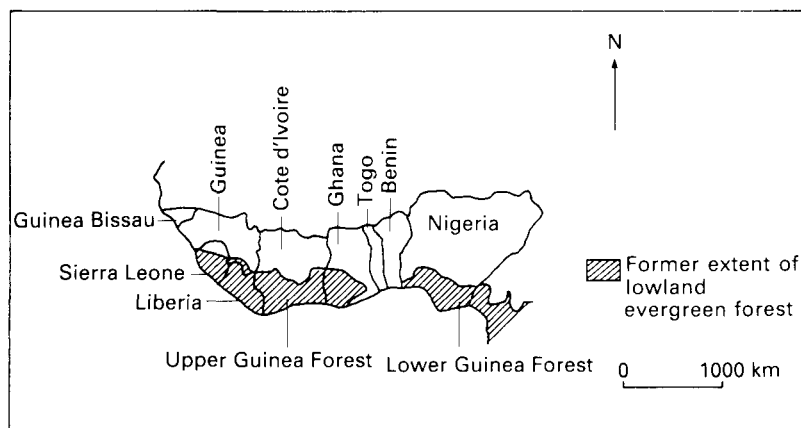 N
Guinea
Cote d'Ivoire
Ghana
Togo
Benin
Guinea Bissau
Nigeria
Sierra Leone
Liberia
Former extent of
lowland
evergreen forest
Upper Guinea Forest
Lower Guinea Forest
0 1000 km